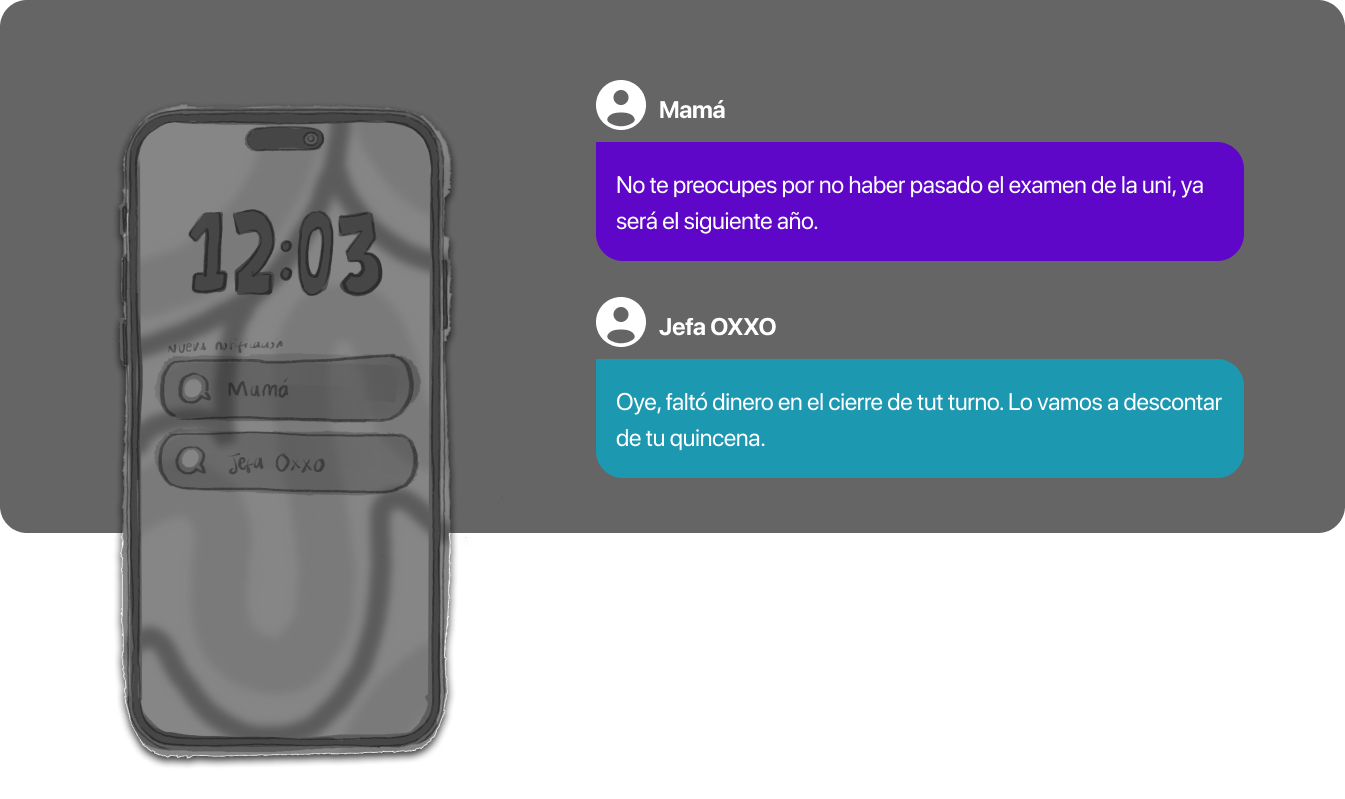 12:03
Nueva notificación
Mamá
Jefa Oxxo
Mamá
No te preocupes por no haber pasado el examen de la uni, ya
será el siguiente año.
Jefa OXXO
Oye, faltó dinero en el cierre de tut turno. Lo vamos a descontar
de tu quincena.